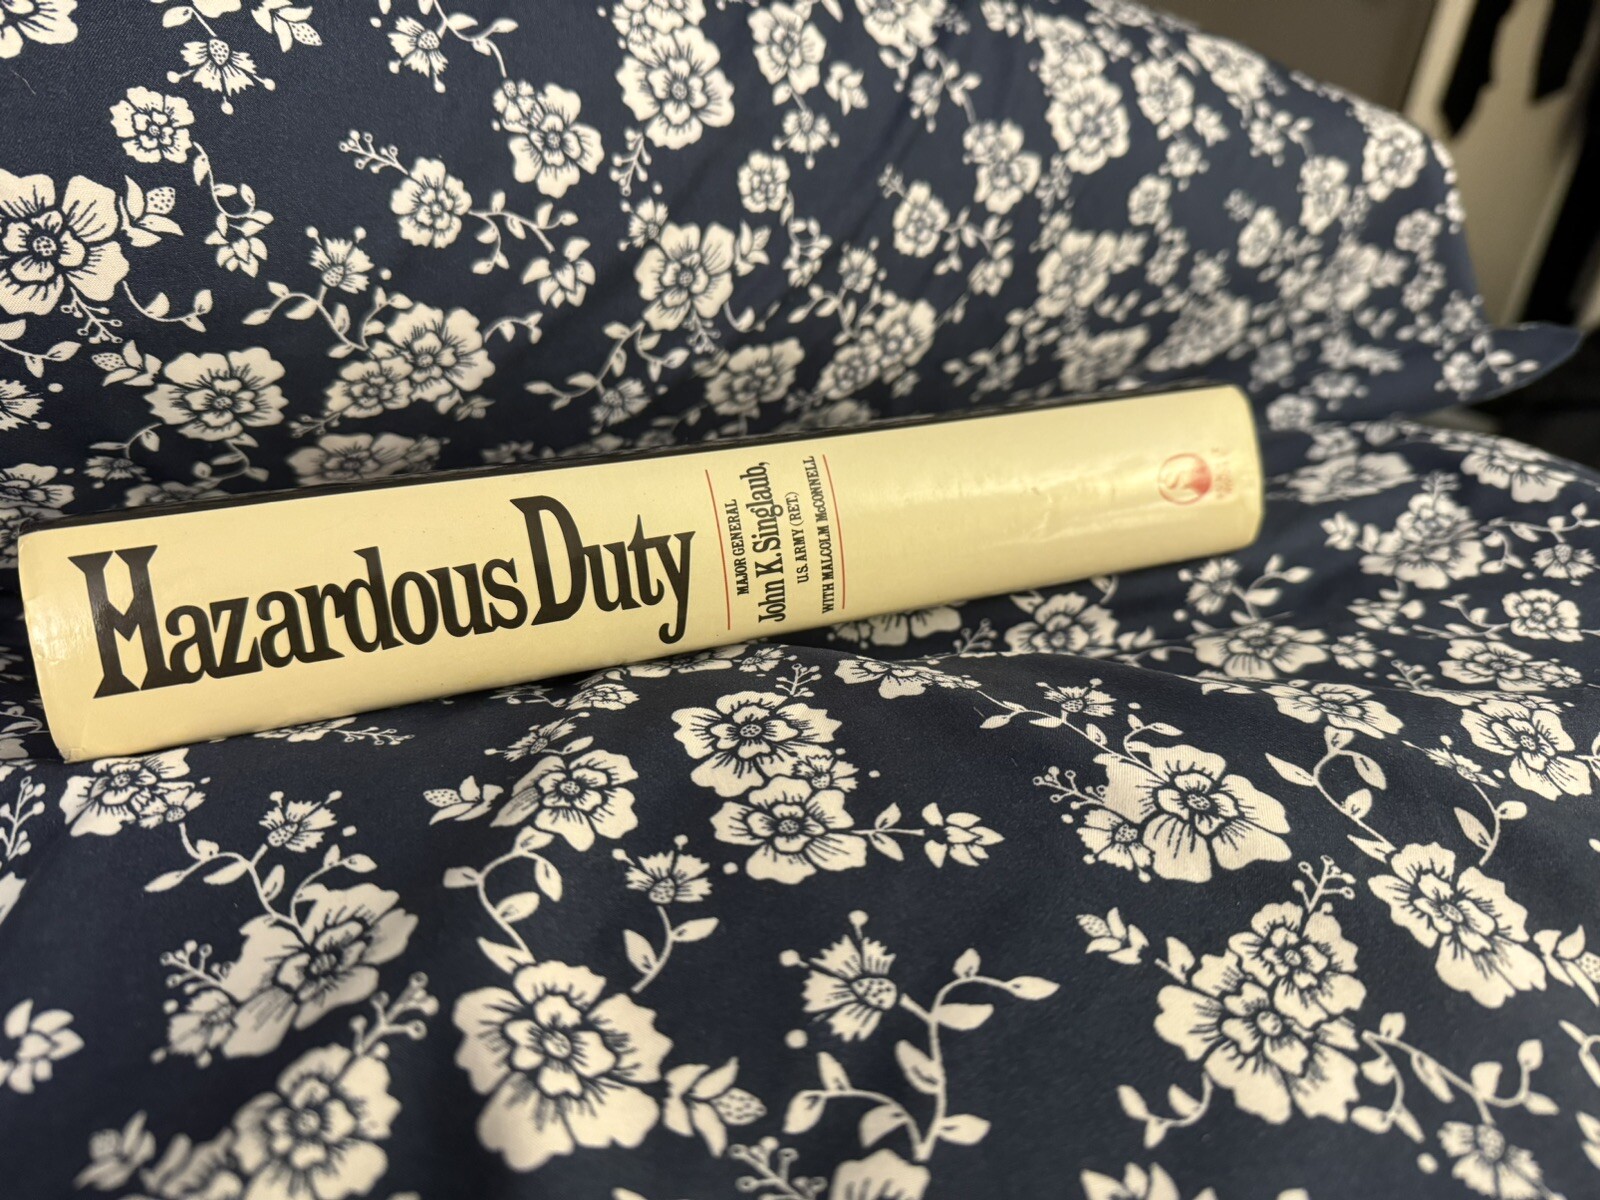 Hazardous Duty
MAJOR GENERAL
John K. Singlaub,
U.S. ARMY (RET.)
WITH MALCOLM McCONNELL